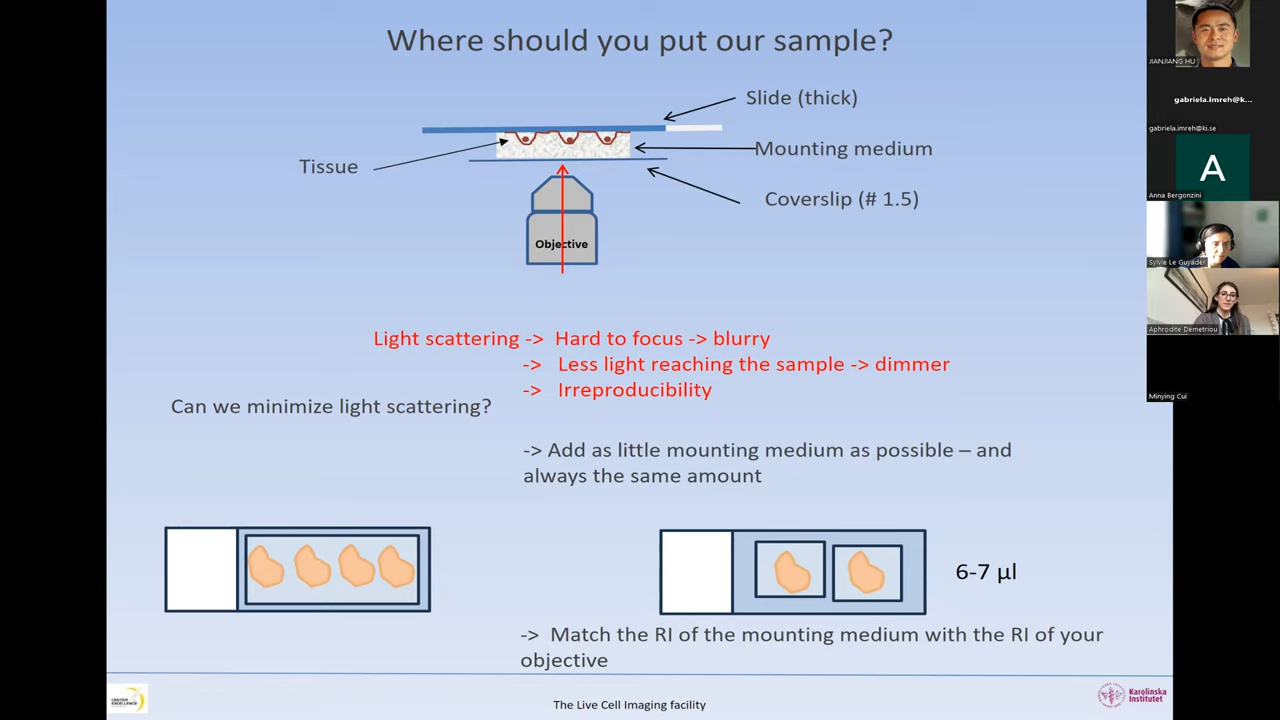 Where should you put our sample?
Slide (thick)
Tissue
Mounting medium
Coverslip (# 1.5)
Objective
Light scattering -> Hard to focus -> blurry
-> Less light reaching the sample -> dimmer
-> Irreproducibility
Can we minimize light scattering?
-> Add as little mounting medium as possible – and
always the same amount
6-7 µl
-> Match the RI of the mounting medium with the RI of your
objective
The Live Cell Imaging facility
Karolinska
Institutet
JIANJIANG HU
gabriela.imreh@k...
gabriela.imreh@ki.se
A
Anna Bergonzini
Sylvie Le Guyader
Aphrodite Demetriou
Minying Cui